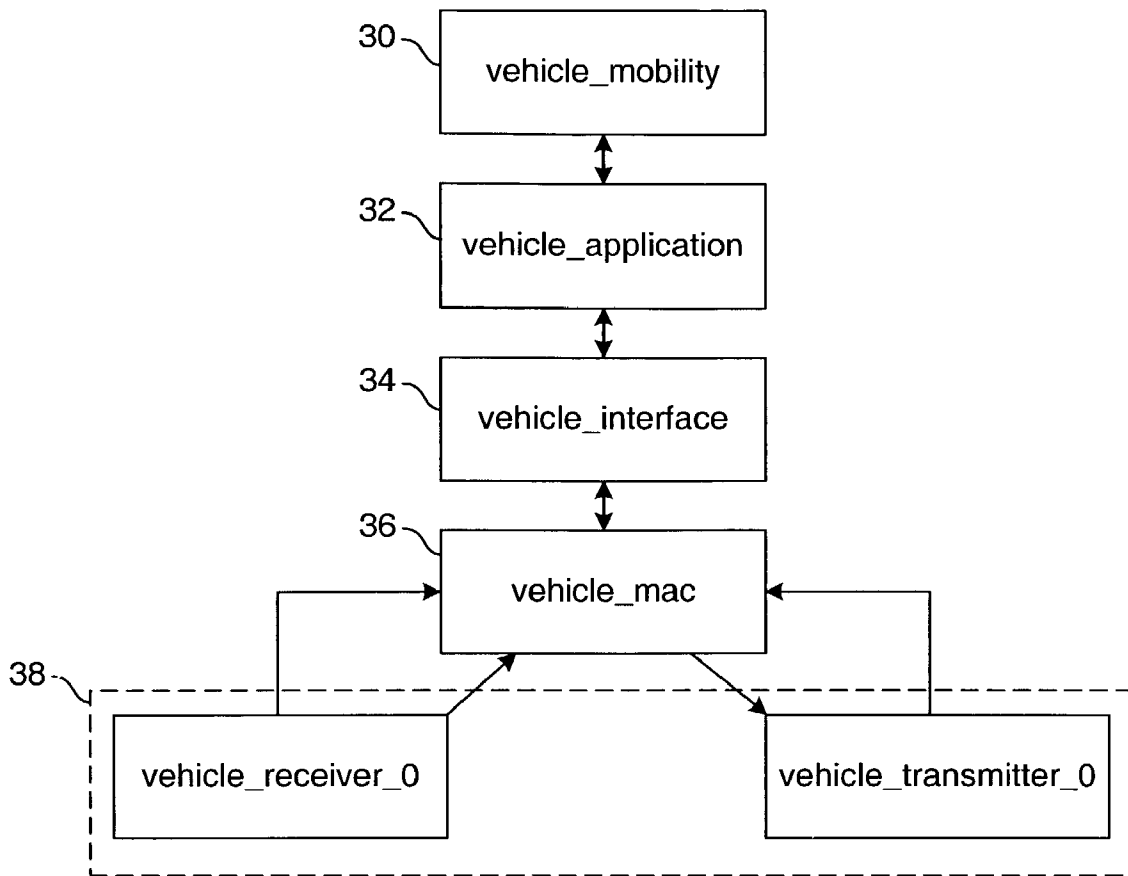 30
vehicle_mobility
32
vehicle_application
34
vehicle_interface
36
vehicle_mac
38
vehicle_receiver_0
vehicle_transmitter_0